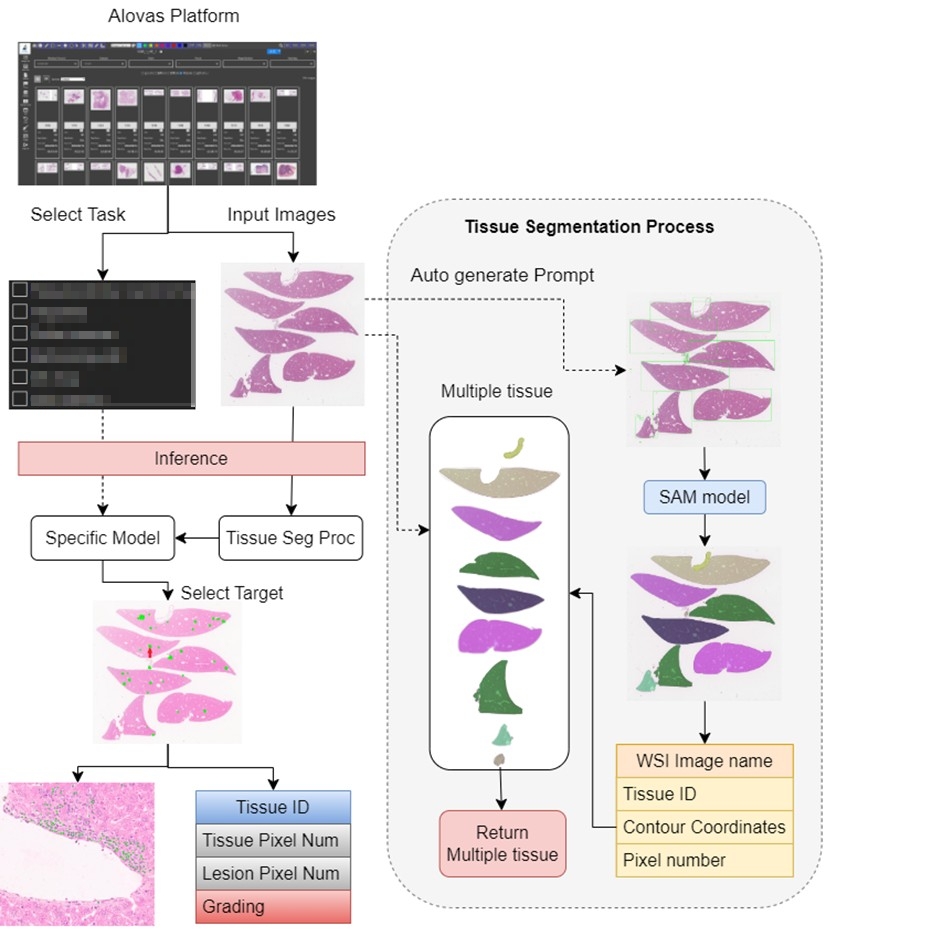 Alovas Platform
Select Task
Input Images
Inference
Specific Model
Tissue Seg Proc
Select Target
Tissue ID
Tissue Pixel Num
Lesion Pixel Num
Grading
Tissue Segmentation Process
Auto generate Prompt
Multiple tissue
SAM model
WSI Image name
Tissue ID
Contour Coordinates
Pixel number
Return
Multiple tissue